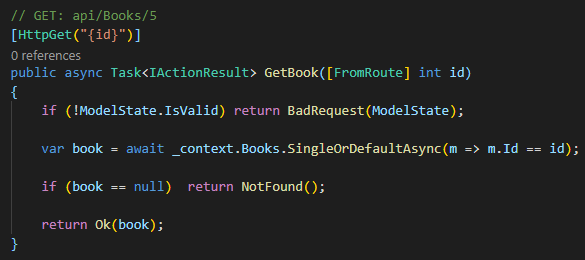 // GET: api/Books/5
[HttpGet("{id}")]
0 references
public async Task<IActionResult> GetBook([FromRoute] int id)
{
    if (!ModelState.IsValid) return BadRequest(ModelState);
    var book = await _context.Books.SingleOrDefaultAsync(m => m.Id == id);
    if (book == null)  return NotFound();
    return Ok(book);
}